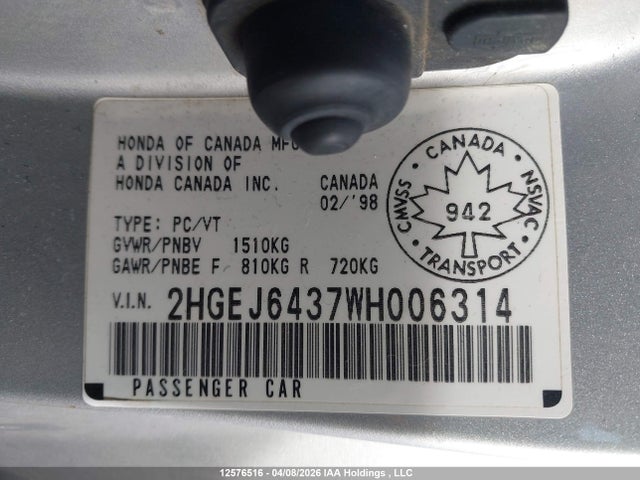 HONDA OF CANADA MFG
A DIVISION OF
HONDA CANADA INC.
CANADA
02/'98
TYPE: PC/VT
GVWR/PNBV 1510KG
GAWR/PNBE F 810KG R 720KG
V.I.N. 2HGEJ6437WH006314
PASSENGER CAR
CANADA
CMVSS
942
NSVAC
TRANSPORT
12576516 - 04/08/2026 IAA Holdings , LLC